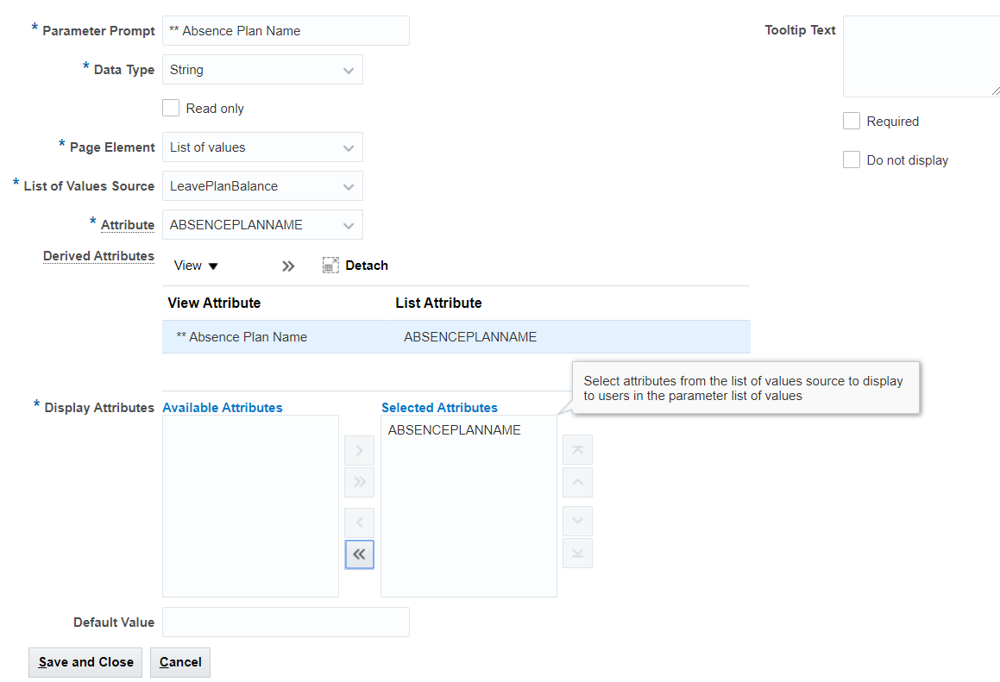 * Parameter Prompt ** Absence Plan Name
Tooltip Text
* Data Type String
Read only
Required
* Page Element List of values
Do not display
* List of Values Source LeavePlanBalance
* Attribute ABSENCEPLANNAME
Derived Attributes View Detach
View Attribute List Attribute
** Absence Plan Name ABSENCEPLANNAME
Select attributes from the list of values source to display
to users in the parameter list of values
* Display Attributes Available Attributes Selected Attributes
ABSENCEPLANNAME
Default Value
Save and Close Cancel